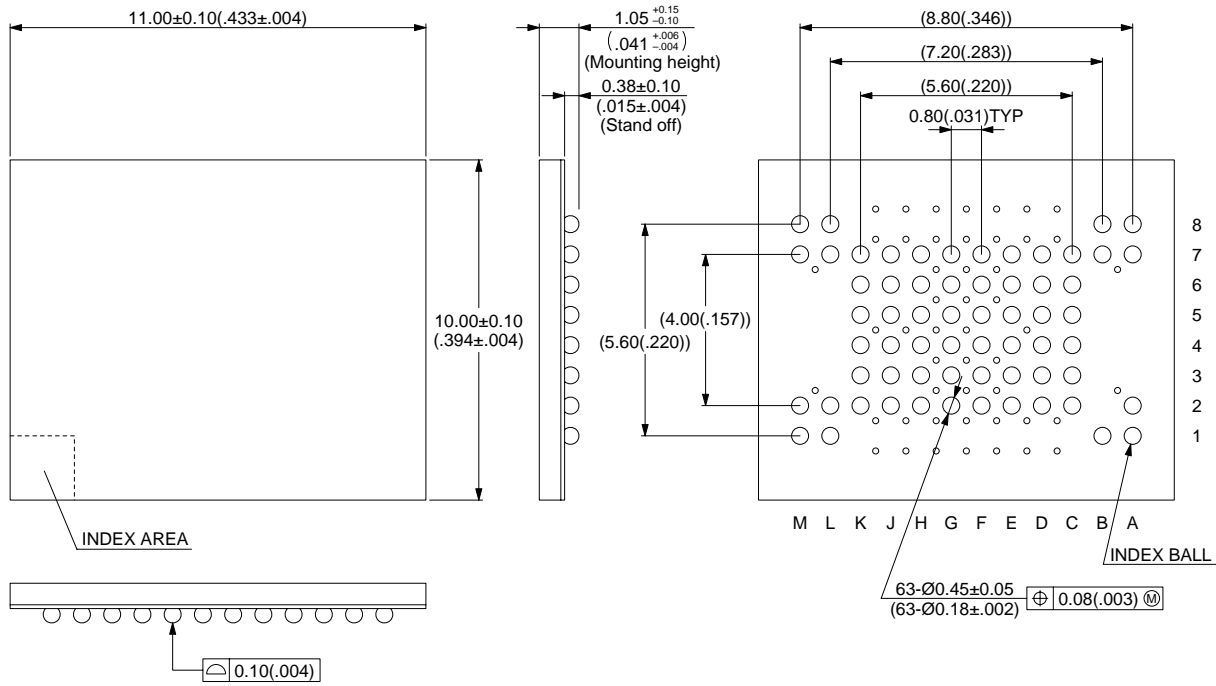 11.00±0.10(.433±.004)
1.05 +0.15 −0.10
(.041 +.006 −.004)
(Mounting height)
0.38±0.10
(.015±.004)
(Stand off)
10.00±0.10
(.394±.004)
INDEX AREA
0.10(.004)
(8.80(.346))
(7.20(.283))
(5.60(.220))
0.80(.031)TYP
(4.00(.157))
(5.60(.220))
8
7
6
5
4
3
2
1
M L K J H G F E D C B A
INDEX BALL
63-Ø0.45±0.05
(63-Ø0.18±.002)
0.08(.003) Ⓜ